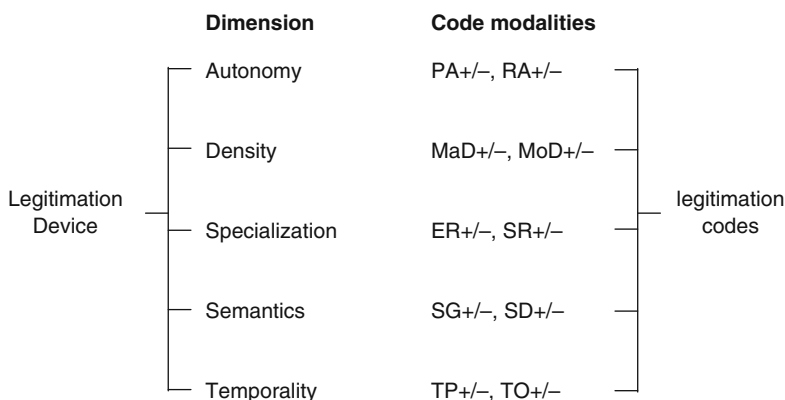 Dimension Code modalities
Autonomy PA+/–, RA+/–
Density MaD+/–, MoD+/–
Legitimation Device
Specialization ER+/–, SR+/–
legitimation codes
Semantics SG+/–, SD+/–
Temporality TP+/–, TO+/–